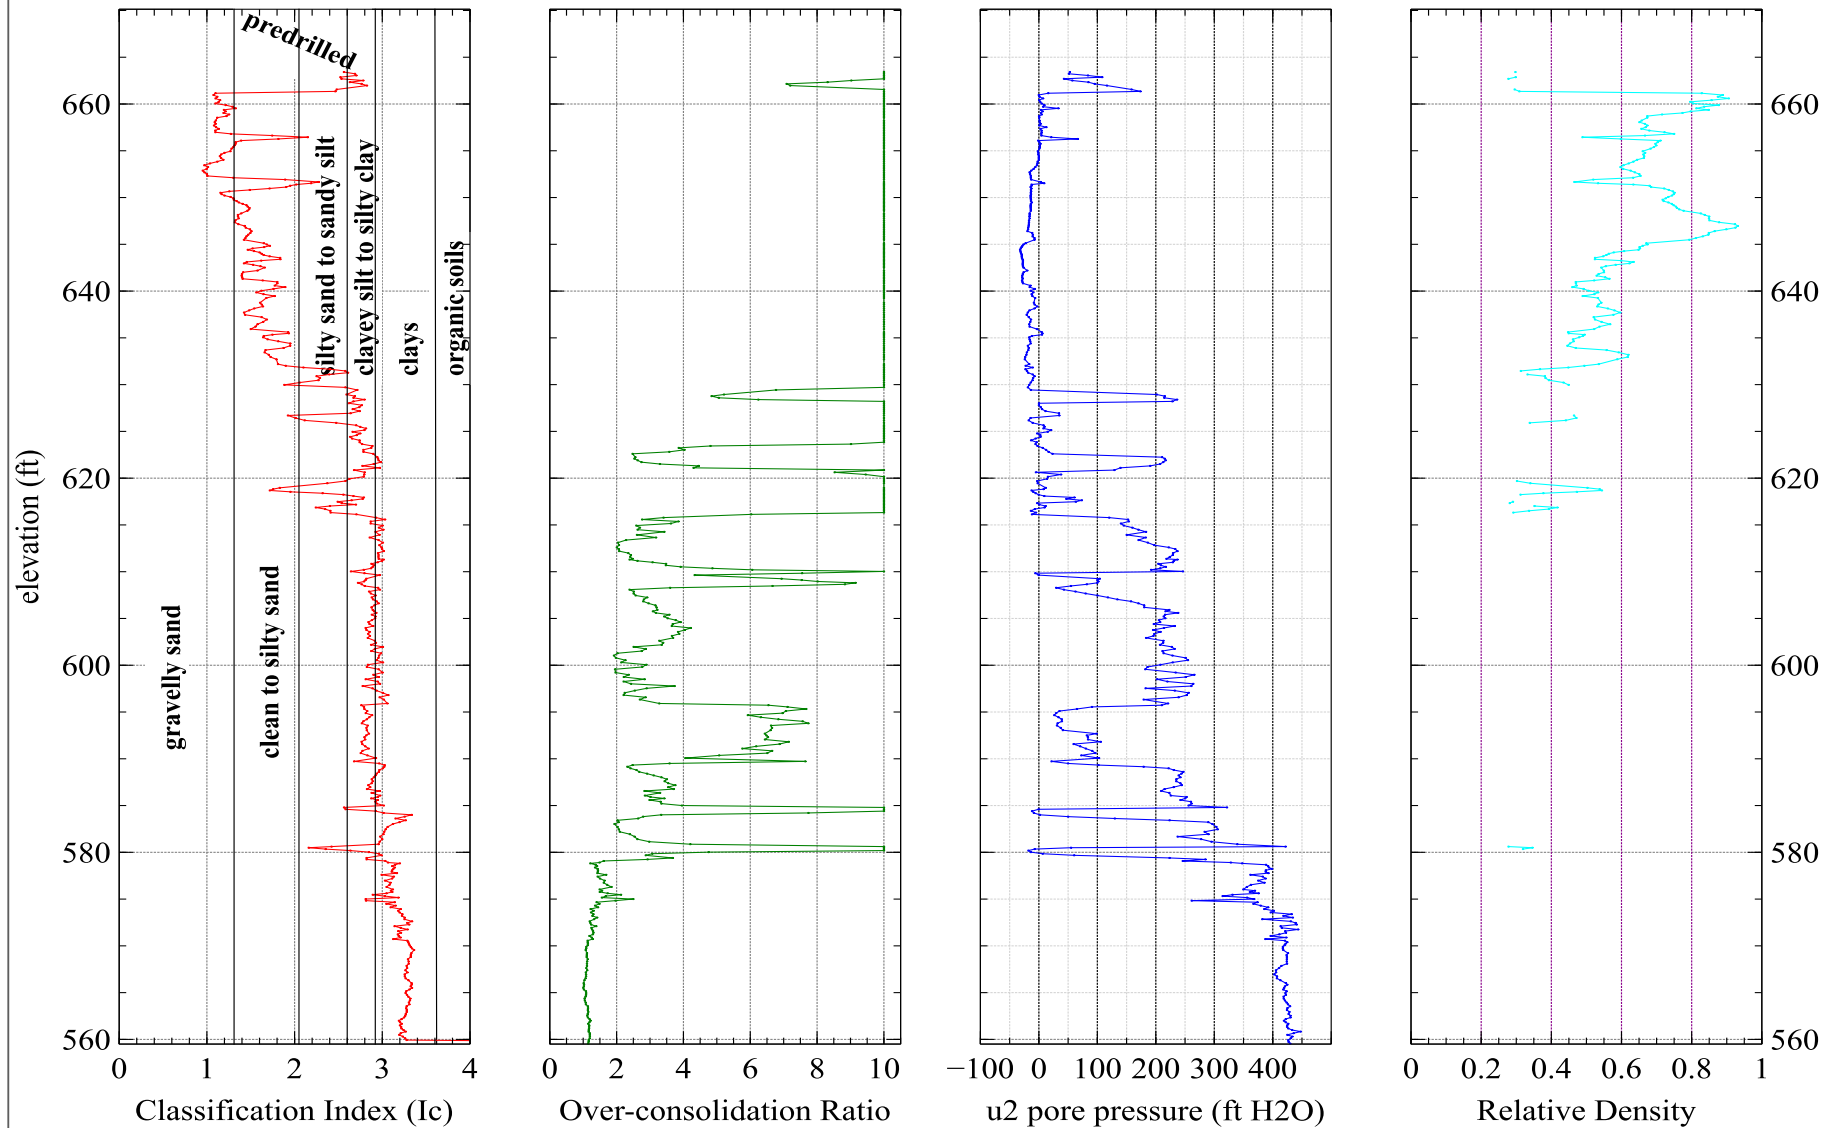 predrilled
silty sand to sandy silt
clayey silt to silty clay
clays
organic soils
gravelly sand
clean to silty sand
elevation (ft)
660
640
620
600
580
560
660
640
620
600
580
560
0 1 2 3 4
0 2 4 6 8 10
−100 0 100 200 300 400
0 0.2 0.4 0.6 0.8 1
Classification Index (Ic)
Over-consolidation Ratio
u2 pore pressure (ft H2O)
Relative Density